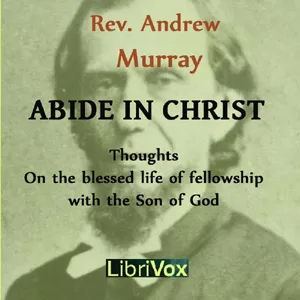 Rev. Andrew
Murray
ABIDE IN CHRIST
Thoughts
On the blessed life of fellowship
with the Son of God
LibriVox